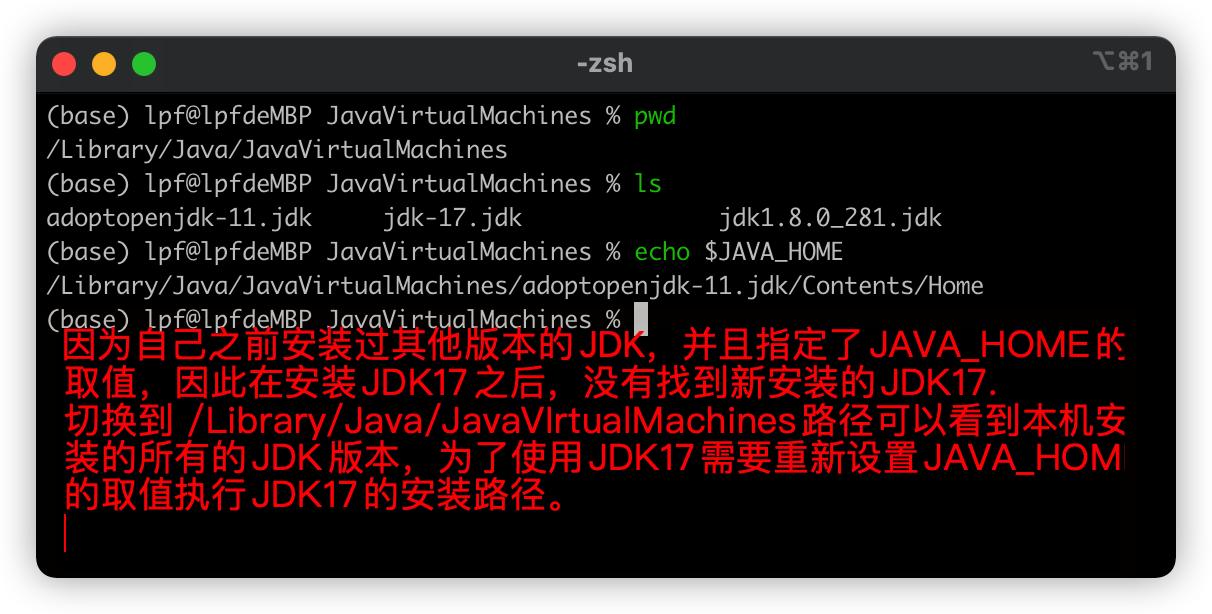 -zsh
⌥⌘1
(base) lpf@lpfdeMBP JavaVirtualMachines % pwd
/Library/Java/JavaVirtualMachines
(base) lpf@lpfdeMBP JavaVirtualMachines % ls
adoptopenjdk-11.jdk jdk-17.jdk jdk1.8.0_281.jdk
(base) lpf@lpfdeMBP JavaVirtualMachines % echo $JAVA_HOME
/Library/Java/JavaVirtualMachines/adoptopenjdk-11.jdk/Contents/Home
(base) lpf@lpfdeMBP JavaVirtualMachines %
因为自己之前安装过其他版本的JDK，并且指定了JAVA_HOME的
取值，因此在安装JDK17之后，没有找到新安装的JDK17.
切换到 /Library/Java/JavaVIrtualMachines路径可以看到本机安
装的所有的JDK版本，为了使用JDK17需要重新设置JAVA_HOM
的取值执行JDK17的安装路径。